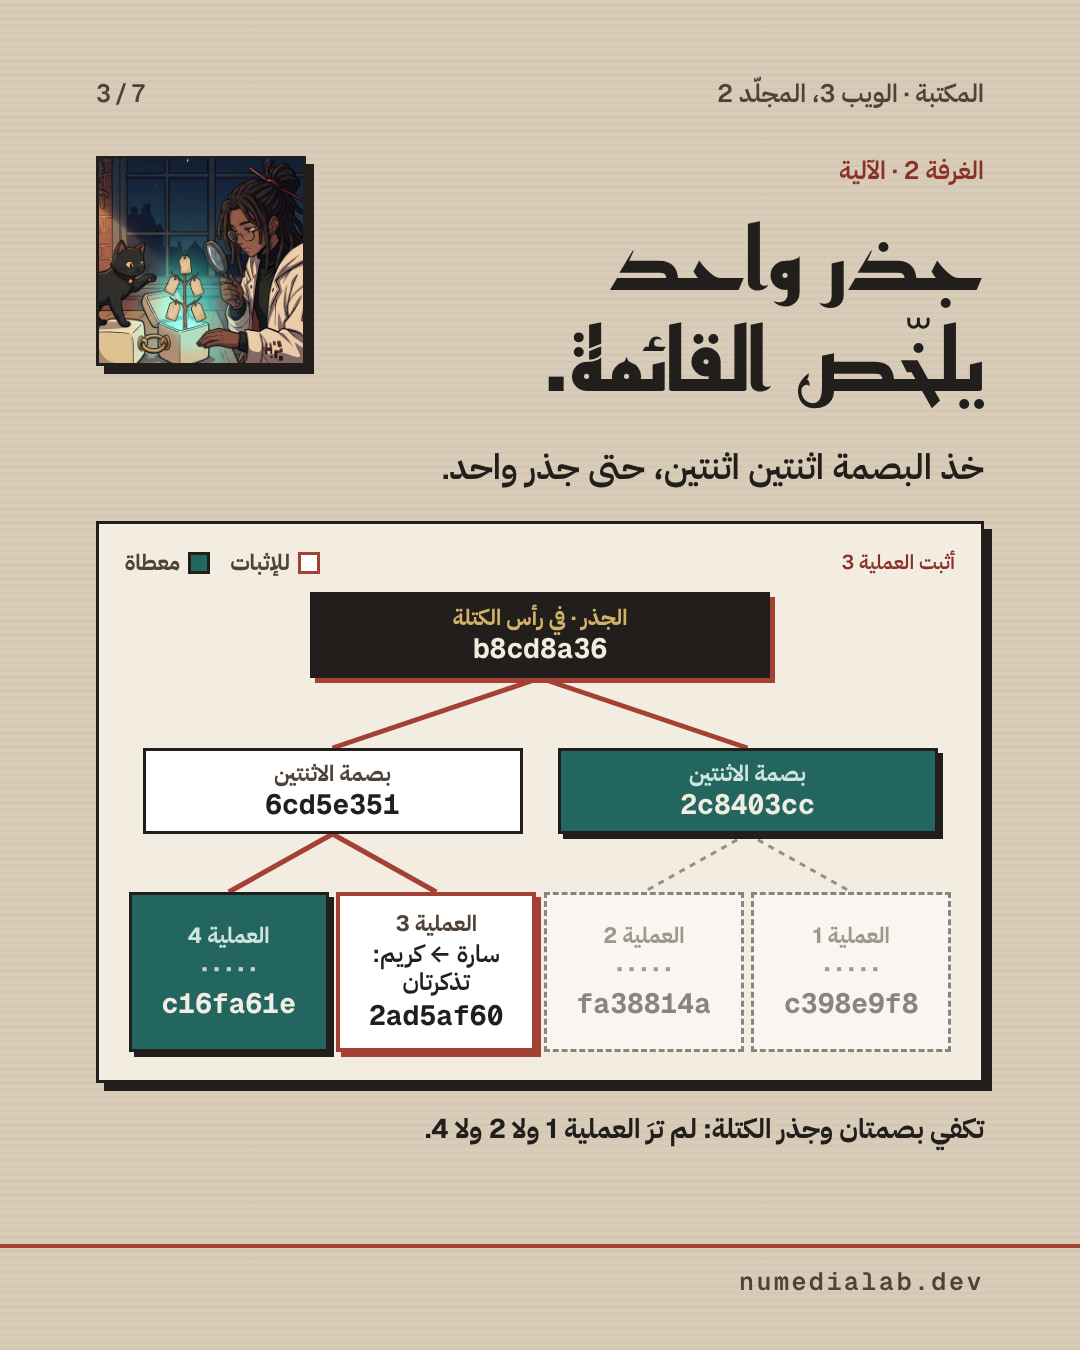 المكتبة · الويب 3، المجلّد 2
3 / 7
الغرفة 2 · الآلية
جذر واحد
يلخّص القائمة.
خذ البصمة اثنتين اثنتين، حتى جذر واحد.
أثبت العملية 3
للإثبات
معطاة
الجذر · في رأس الكتلة
b8cd8a36
بصمة الاثنتين
2c8403cc
بصمة الاثنتين
6cd5e351
العملية 1
·····
c398e9f8
العملية 2
·····
fa38814a
العملية 3
سارة ← كريم:
تذكرتان
2ad5af60
العملية 4
·····
c16fa61e
تكفي بصمتان وجذر الكتلة: لم ترَ العملية 1 ولا 2 ولا 4.
numedialab.dev